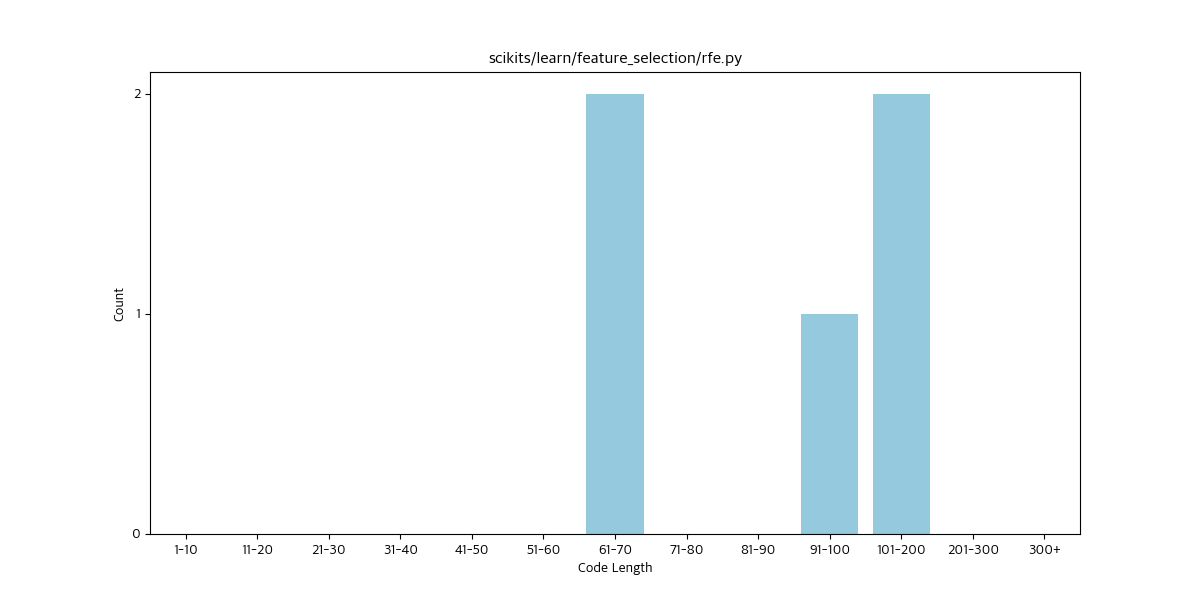 scikits/learn/feature_selection/rfe.py
Count
2
1
0
1-10 11-20 21-30 31-40 41-50 51-60 61-70 71-80 81-90 91-100 101-200 201-300 300+
Code Length